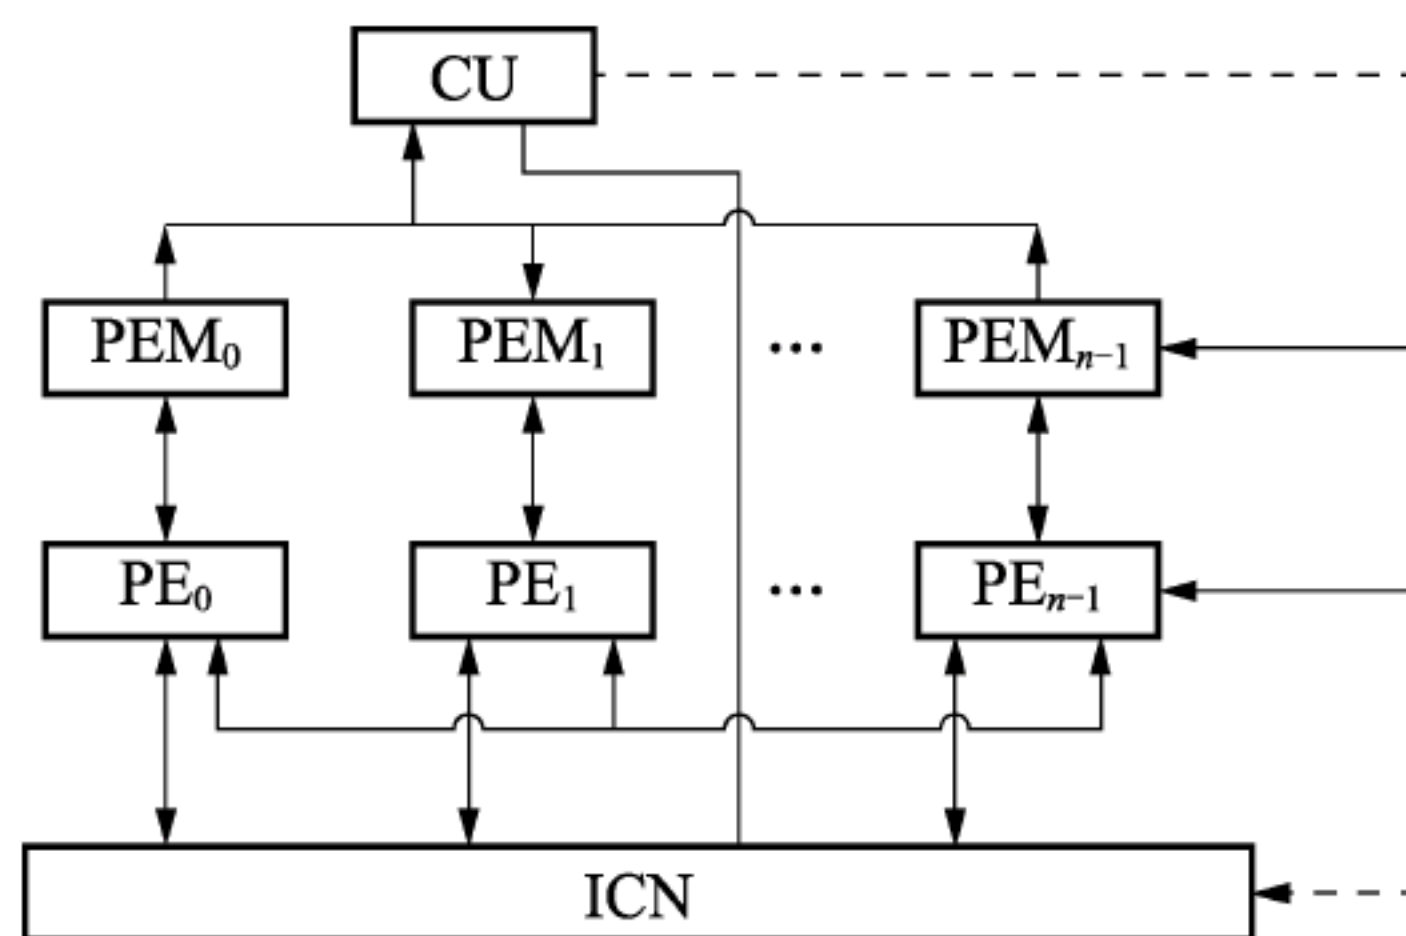 CU
PEM₀ PEM₁ ... PEMₙ₋₁
PE₀ PE₁ ... PEₙ₋₁
ICN